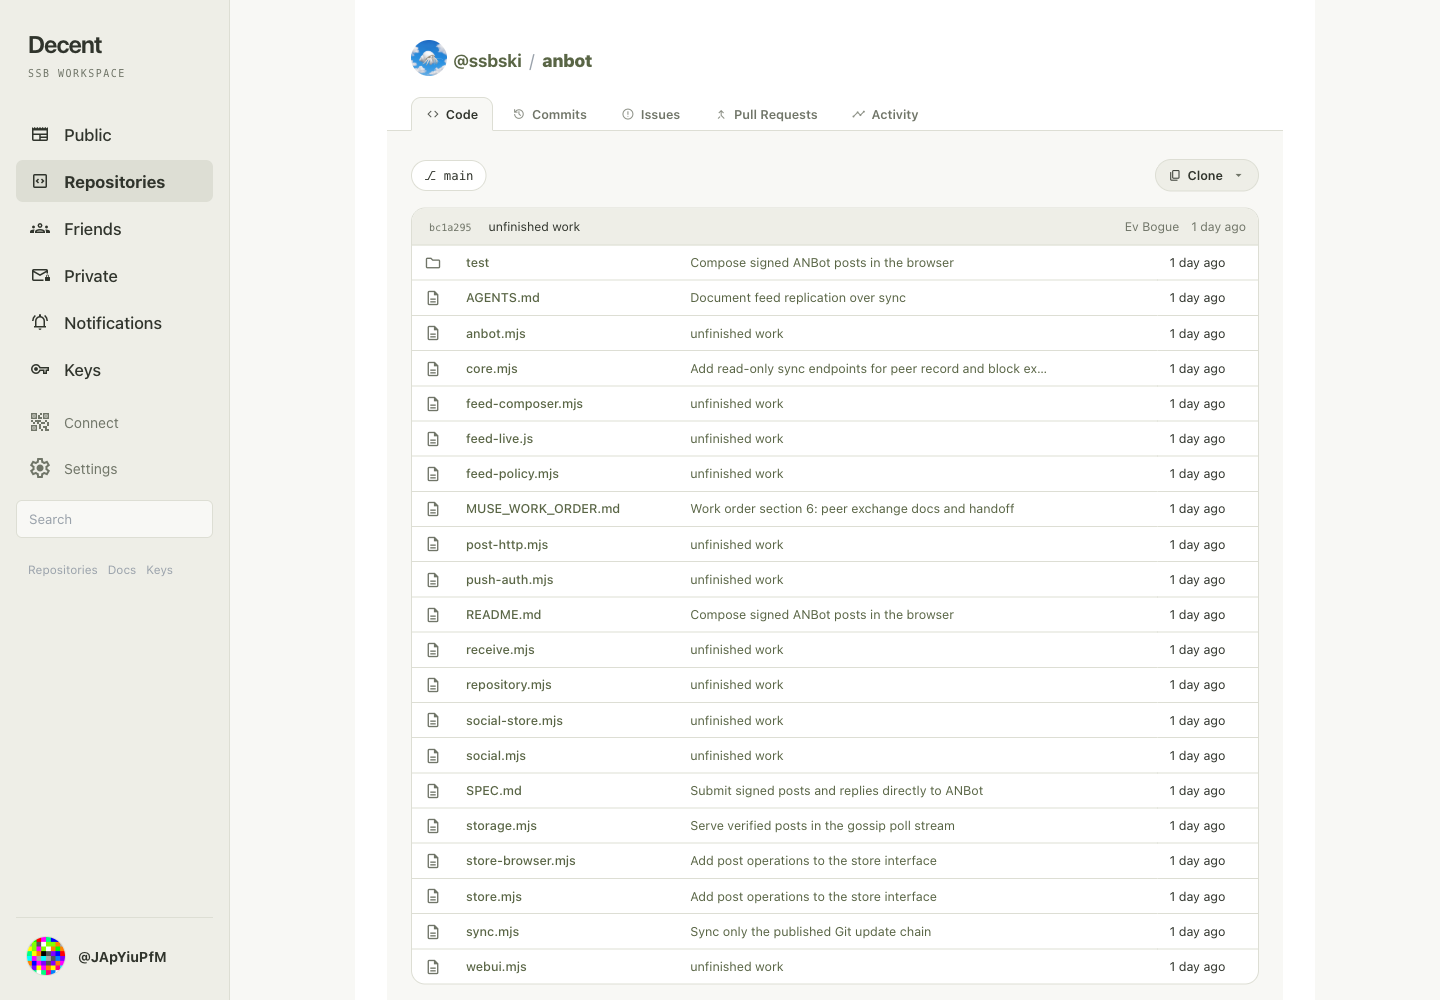 Decent
SSB WORKSPACE
Public
Repositories
Friends
Private
Notifications
Keys
Connect
Settings
Search
Repositories Docs Keys
@JApYiuPfM
@ssbski / anbot
Code Commits Issues Pull Requests Activity
main Clone
bc1a295 unfinished work Ev Bogue 1 day ago
test Compose signed ANBot posts in the browser 1 day ago
AGENTS.md Document feed replication over sync 1 day ago
anbot.mjs unfinished work 1 day ago
core.mjs Add read-only sync endpoints for peer record and block ex… 1 day ago
feed-composer.mjs unfinished work 1 day ago
feed-live.js unfinished work 1 day ago
feed-policy.mjs unfinished work 1 day ago
MUSE_WORK_ORDER.md Work order section 6: peer exchange docs and handoff 1 day ago
post-http.mjs unfinished work 1 day ago
push-auth.mjs unfinished work 1 day ago
README.md Compose signed ANBot posts in the browser 1 day ago
receive.mjs unfinished work 1 day ago
repository.mjs unfinished work 1 day ago
social-store.mjs unfinished work 1 day ago
social.mjs unfinished work 1 day ago
SPEC.md Submit signed posts and replies directly to ANBot 1 day ago
storage.mjs Serve verified posts in the gossip poll stream 1 day ago
store-browser.mjs Add post operations to the store interface 1 day ago
store.mjs Add post operations to the store interface 1 day ago
sync.mjs Sync only the published Git update chain 1 day ago
webui.mjs unfinished work 1 day ago